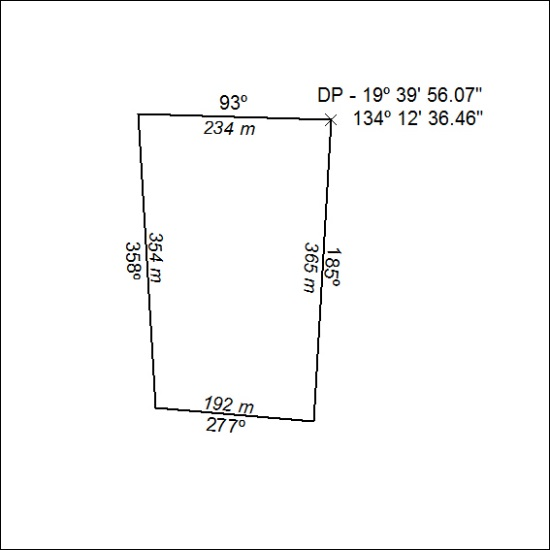 93º
234 m
DP - 19º 39' 56.07"
134º 12' 36.46"
354 m
358º
365 m
185º
192 m
277º